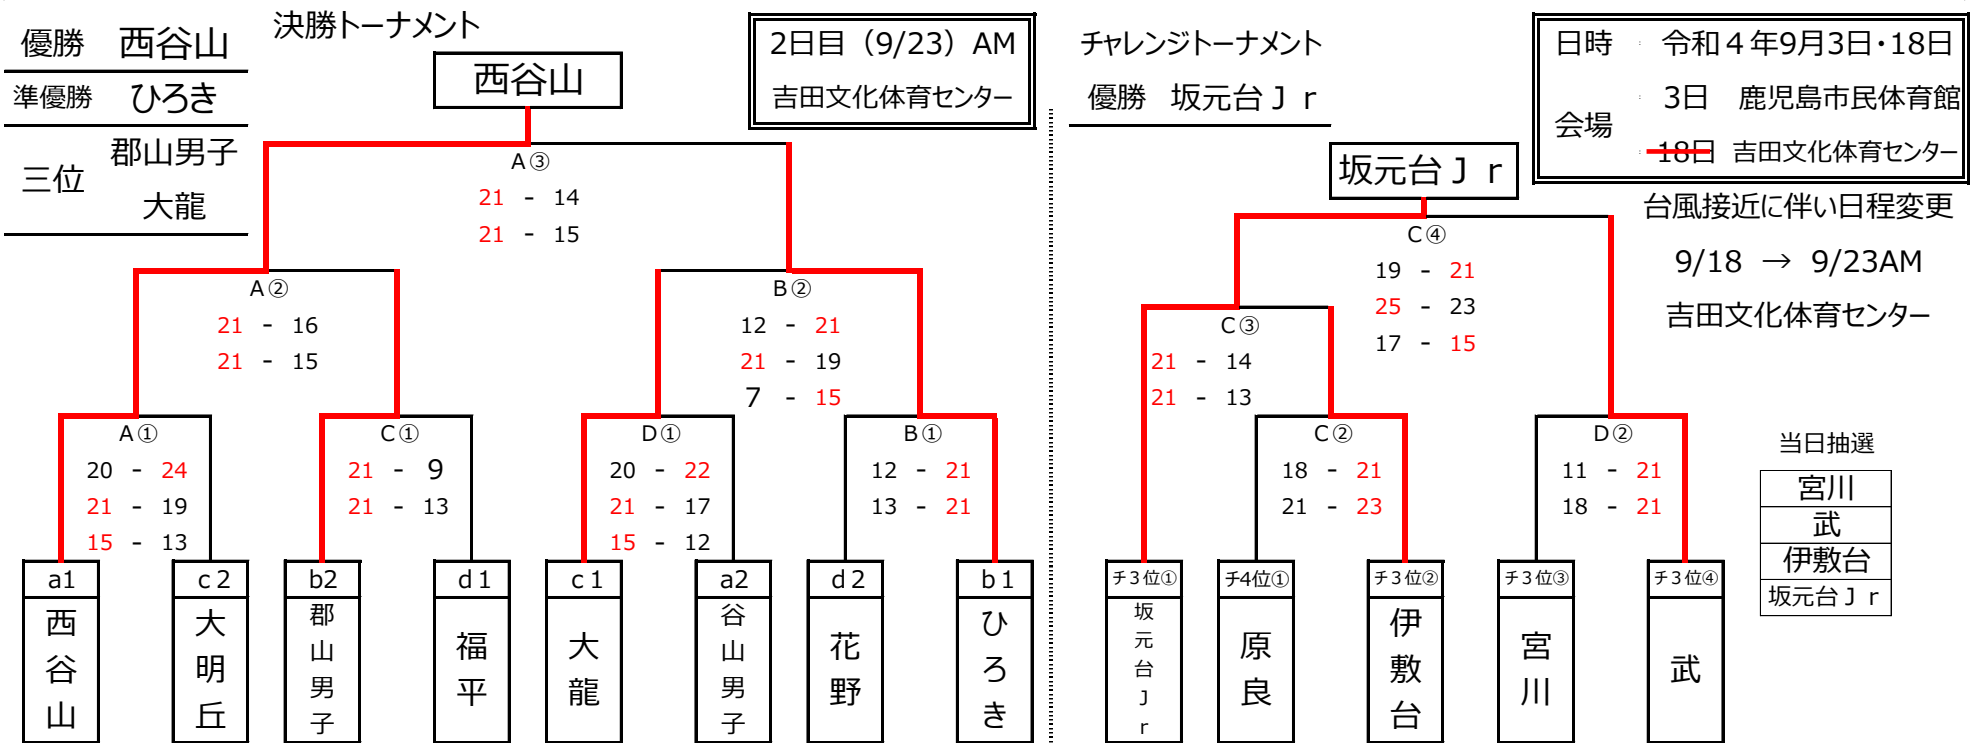 決勝トーナメント
優勝 西谷山
準優勝 ひろき
三位 郡山男子
大龍
西谷山
2日目（9/23）AM
吉田文化体育センター
A③
21 - 14
21 - 15
A②
21 - 16
21 - 15
B②
12 - 21
21 - 19
7 - 15
A①
20 - 24
21 - 19
15 - 13
C①
21 - 9
21 - 13
D①
20 - 22
21 - 17
15 - 12
B①
12 - 21
13 - 21
a1 c2 b2 d1 c1 a2 d2 b1
西谷山
大明丘
郡山男子
福平
大龍
谷山男子
花野
ひろき
チャレンジトーナメント
優勝 坂元台Ｊｒ
坂元台Ｊｒ
C④
19 - 21
25 - 23
17 - 15
C③
21 - 14
21 - 13
C②
18 - 21
21 - 23
D②
11 - 21
18 - 21
チ３位① チ4位① チ３位② チ３位③ チ３位④
坂元台Ｊｒ
原良
伊敷台
宮川
武
日時 : 令和４年9月3日・18日
会場 : 3日 鹿児島市民体育館
: 18日 吉田文化体育センター
台風接近に伴い日程変更
9/18 → 9/23AM
吉田文化体育センター
当日抽選
宮川
武
伊敷台
坂元台Ｊｒ